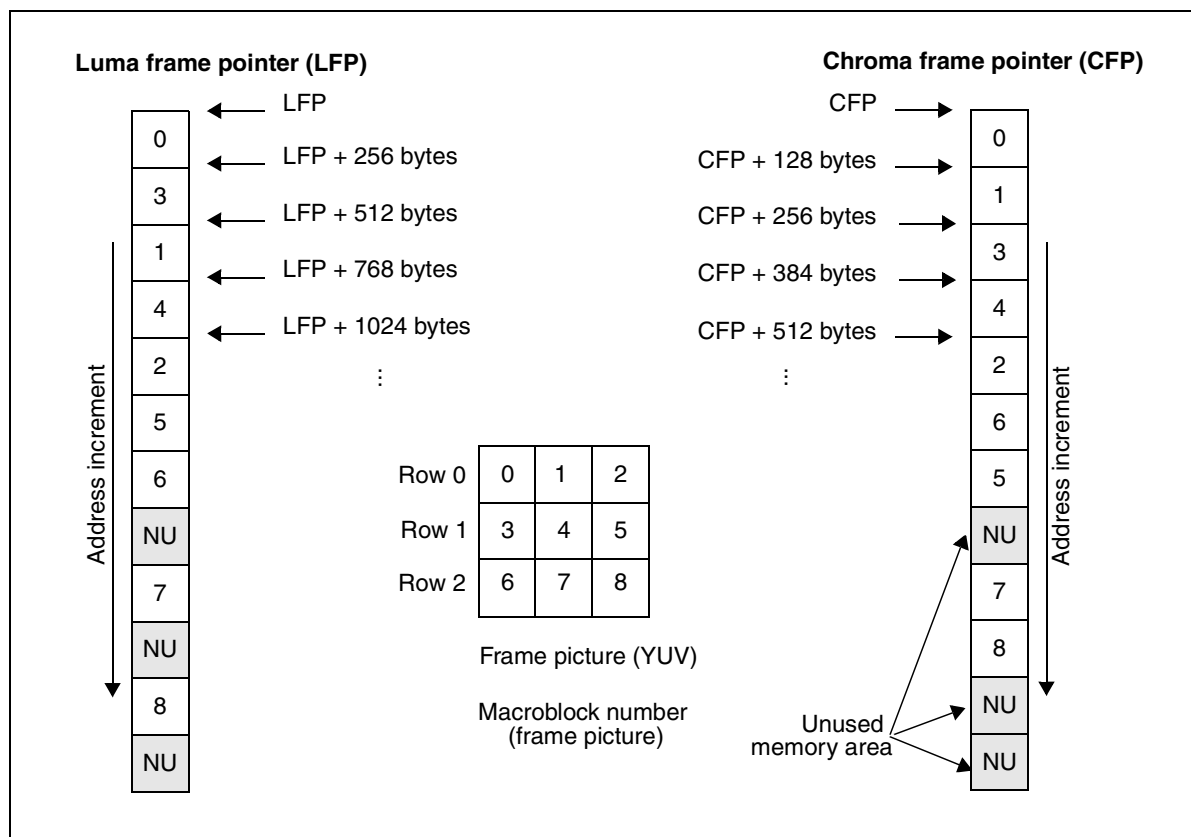 Luma frame pointer (LFP)
LFP
LFP + 256 bytes
LFP + 512 bytes
LFP + 768 bytes
LFP + 1024 bytes
...
0
3
1
4
2
5
6
NU
7
NU
8
NU
Address increment
Row 0 0 1 2
Row 1 3 4 5
Row 2 6 7 8
Frame picture (YUV)
Macroblock number
(frame picture)
Chroma frame pointer (CFP)
CFP
CFP + 128 bytes
CFP + 256 bytes
CFP + 384 bytes
CFP + 512 bytes
...
0
1
3
4
2
6
5
NU
7
8
NU
NU
Address increment
Unused
memory area